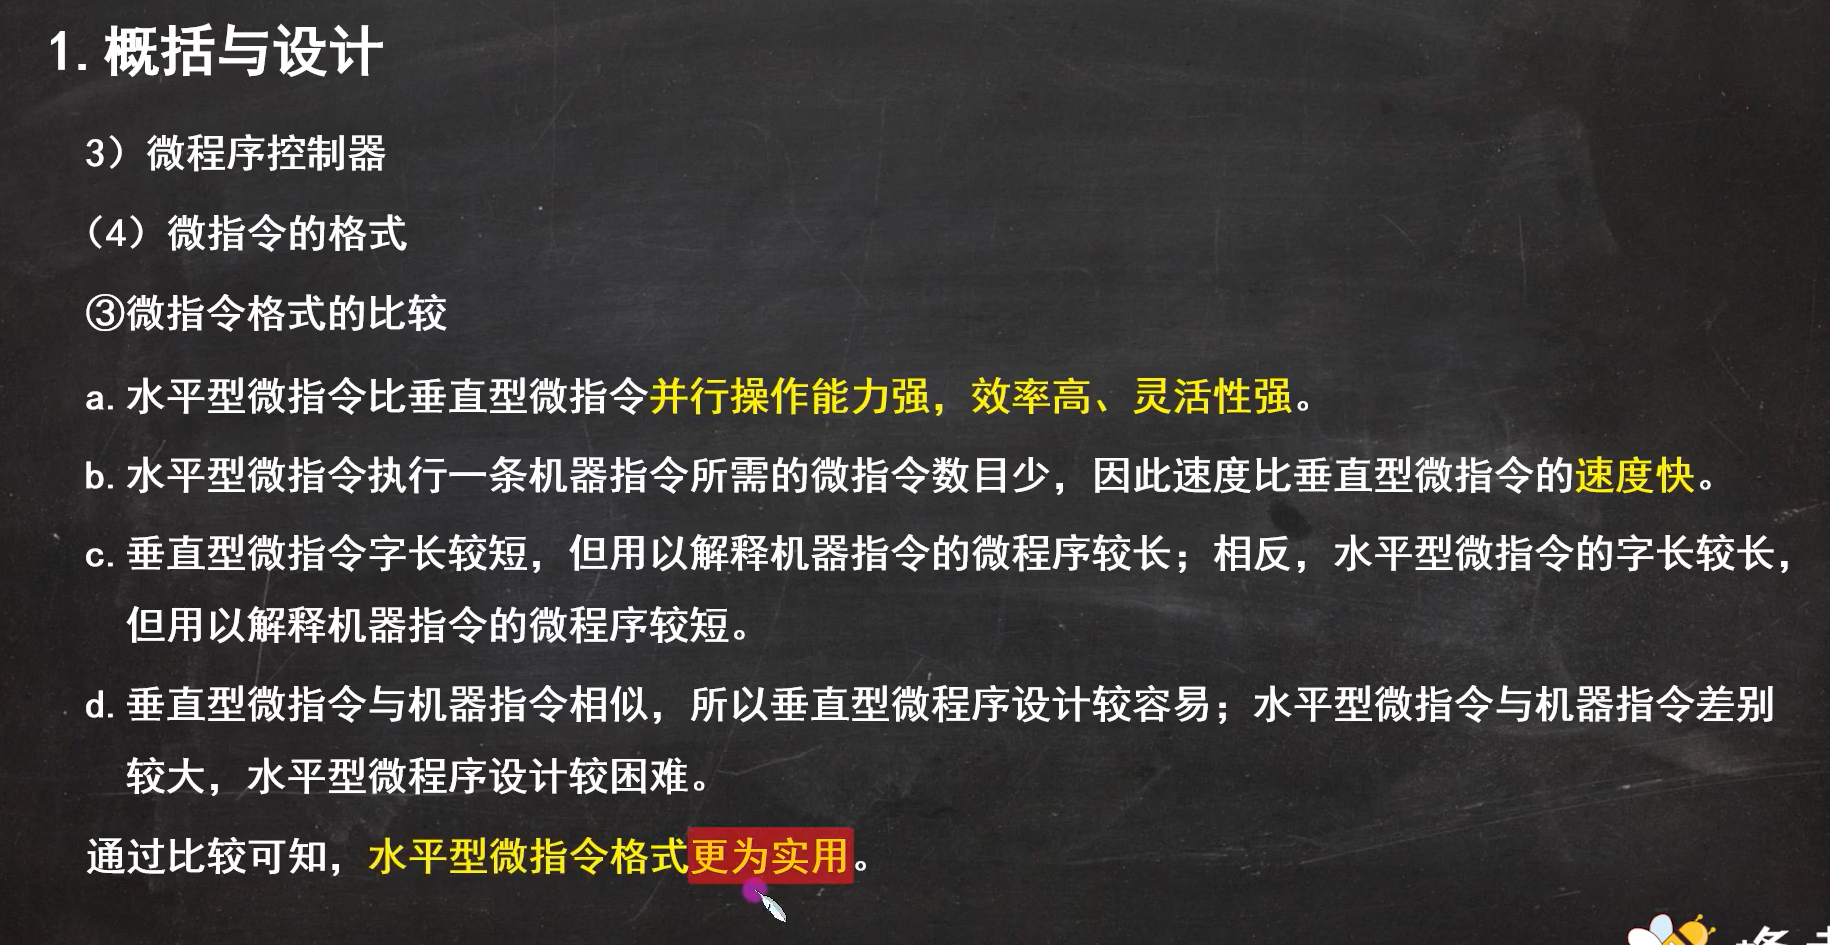 1. 概括与设计
3）微程序控制器
（4）微指令的格式
③微指令格式的比较
a. 水平型微指令比垂直型微指令并行操作能力强，效率高、灵活性强。
b. 水平型微指令执行一条机器指令所需的微指令数目少，因此速度比垂直型微指令的速度快。
c. 垂直型微指令字长较短，但用以解释机器指令的微程序较长；相反，水平型微指令的字长较长，
但用以解释机器指令的微程序较短。
d. 垂直型微指令与机器指令相似，所以垂直型微程序设计较容易；水平型微指令与机器指令差别
较大，水平型微程序设计较困难。
通过比较可知，水平型微指令格式更为实用。